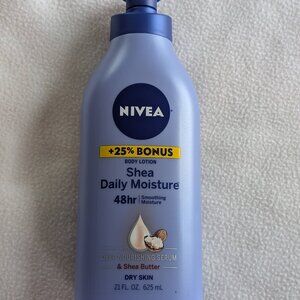 NIVEA
+25% BONUS
BODY LOTION
Shea
Daily Moisture
48hr Smoothing
Moisture
DEEP NOURISHING SERUM
& Shea Butter
DRY SKIN
21 FL. OZ. 625 mL